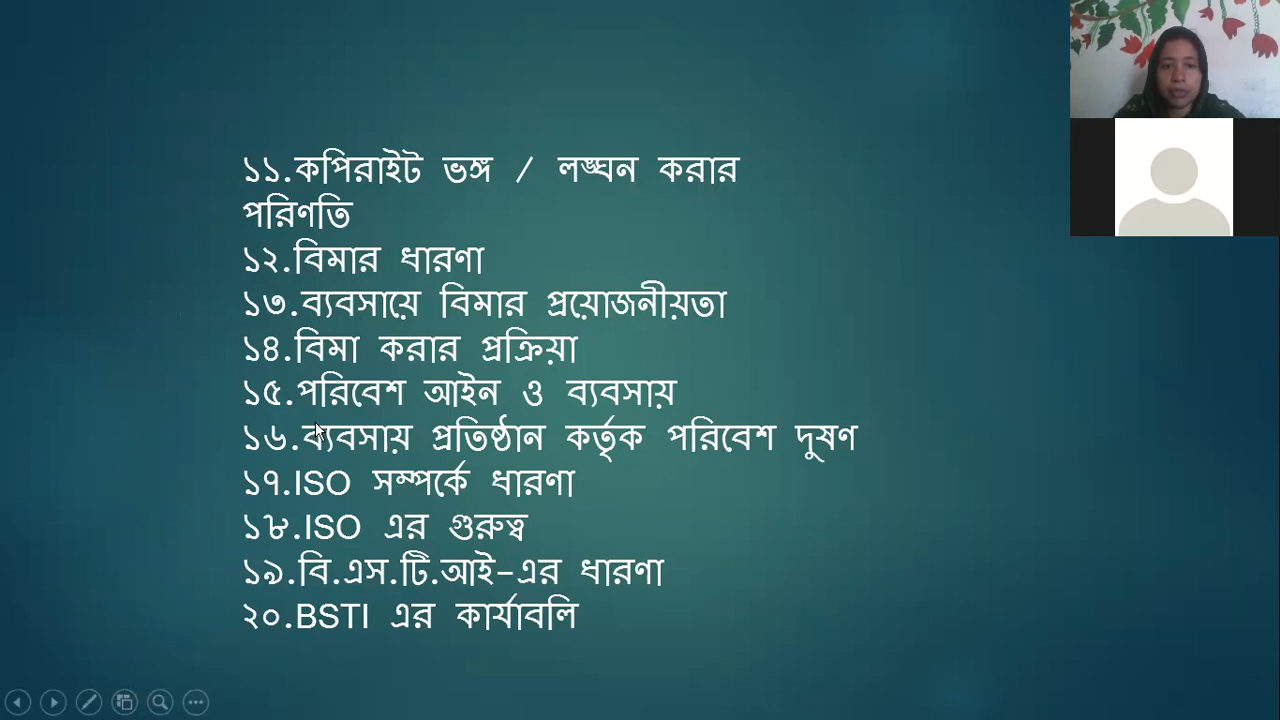 ১১.কপিরাইট ভঙ্গ / লঙ্ঘন করার
পরিণতি
১২.বিমার ধারণা
১৩.ব্যবসায়ে বিমার প্রয়োজনীয়তা
১৪.বিমা করার প্রক্রিয়া
১৫.পরিবেশ আইন ও ব্যবসায়
১৬.ব্যবসায় প্রতিষ্ঠান কর্তৃক পরিবেশ দুষণ
১৭.ISO সম্পর্কে ধারণা
১৮.ISO এর গুরুত্ব
১৯.বি.এস.টি.আই-এর ধারণা
২০.BSTI এর কার্যাবলি